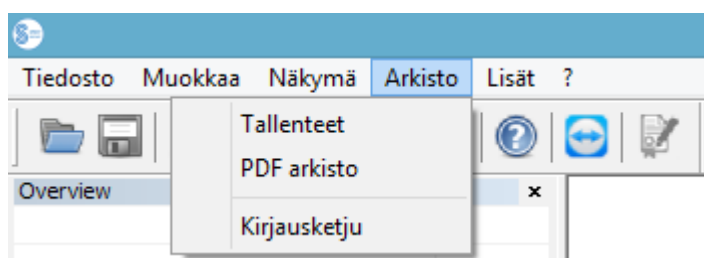 Tiedosto Muokkaa Näkymä Arkisto Lisät ?
Tallenteet
PDF arkisto
Overview x
Kirjausketju